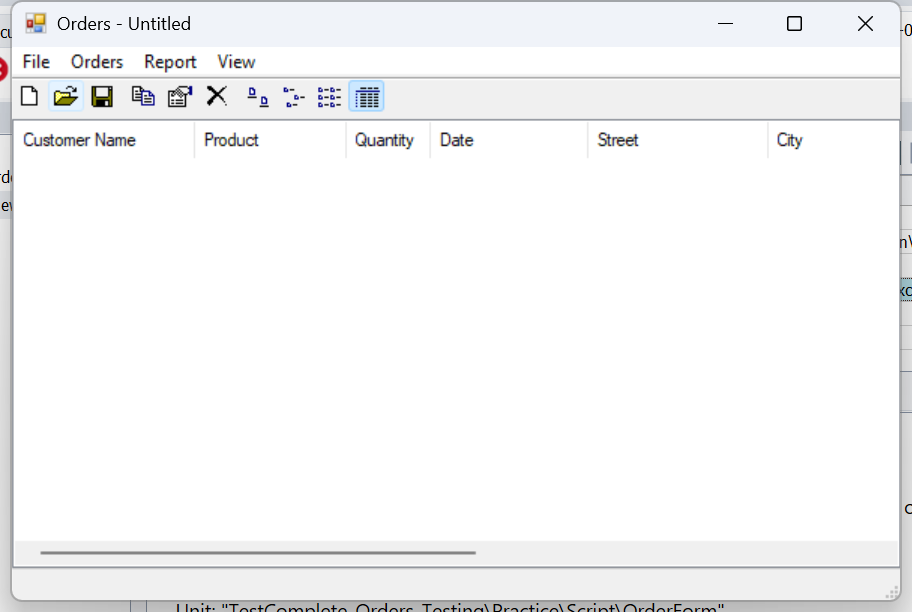 Orders - Untitled
File Orders Report View
Customer Name Product Quantity Date Street City
Unit: "TestComplete_Orders_Testing\Practice\Script\OrderForm"